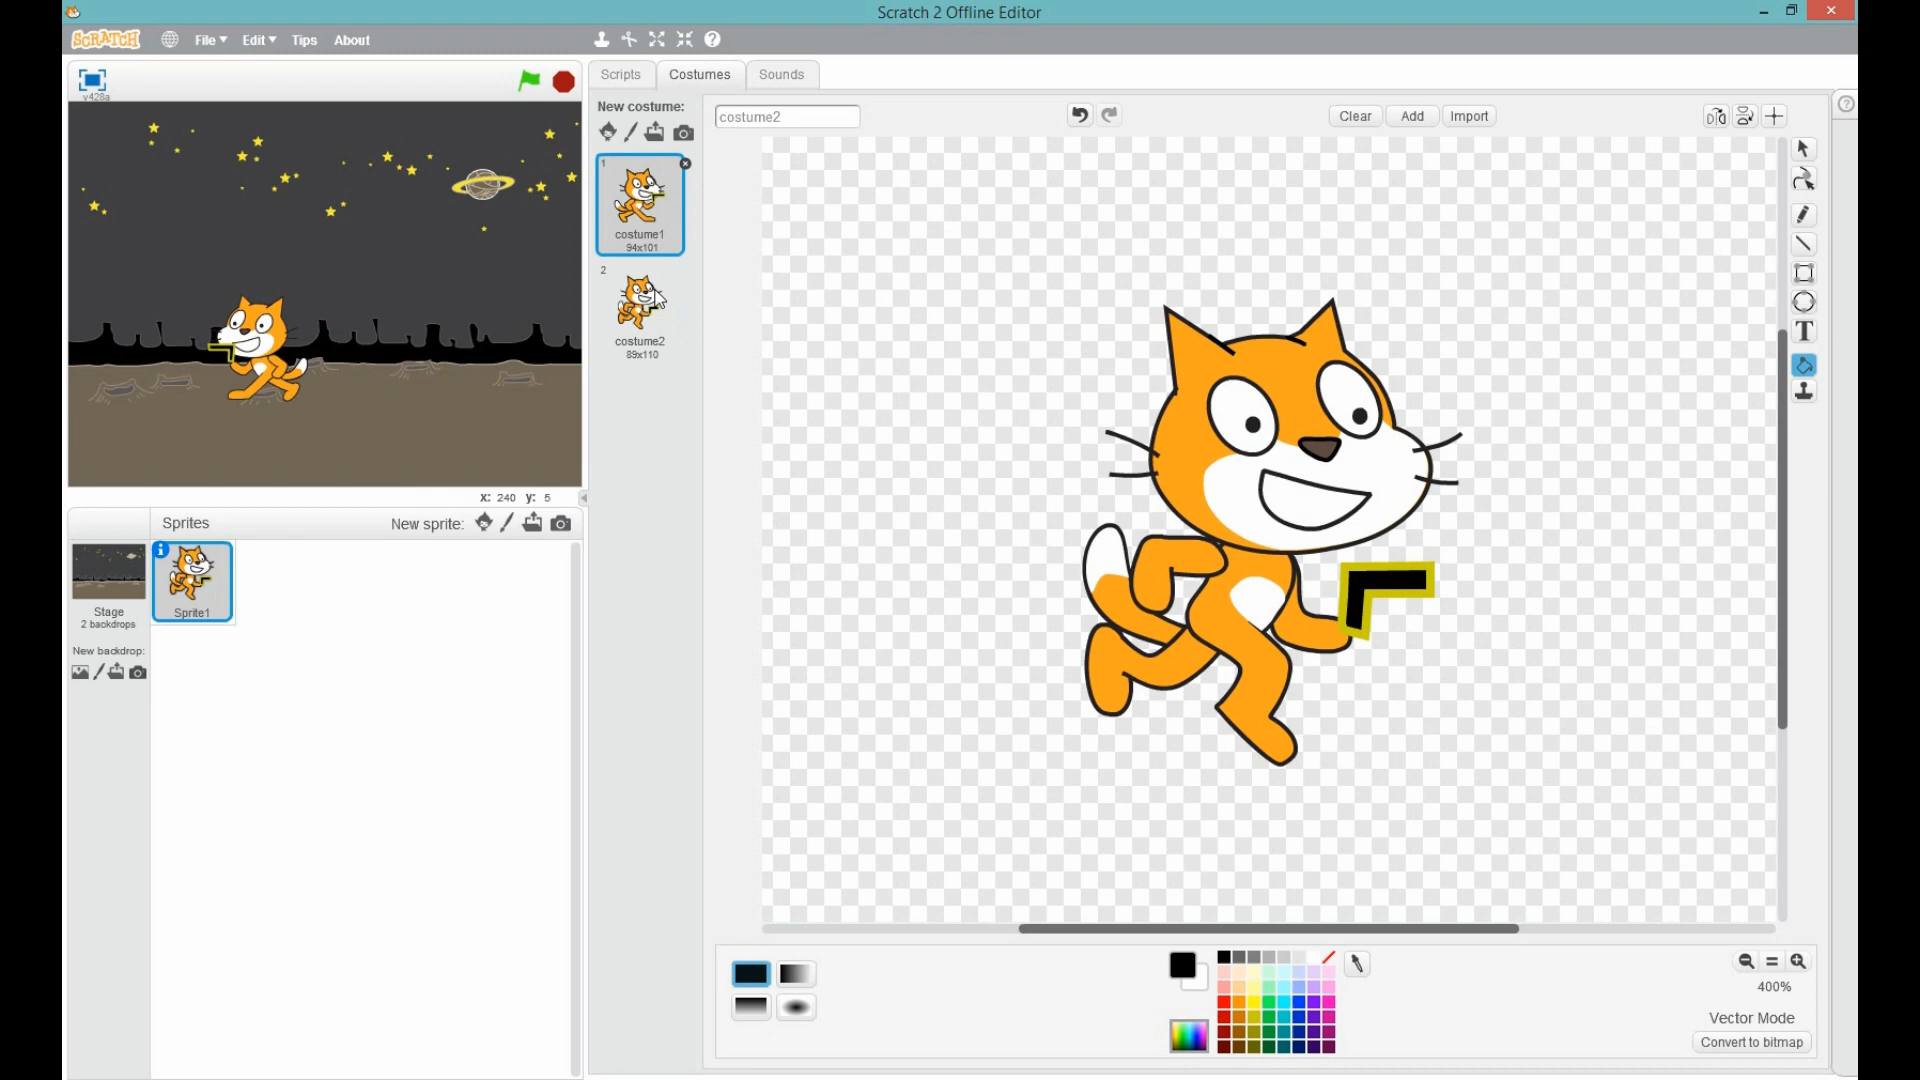 Scratch 2 Offline Editor
SCRATCH File Edit Tips About
v428a
Scripts Costumes Sounds
New costume:
costume2
Clear Add Import
1
costume1
94x101
2
costume2
89x110
T
x: 240 y: 5
Sprites New sprite:
Stage
2 backdrops
Sprite1
New backdrop:
400%
Vector Mode
Convert to bitmap